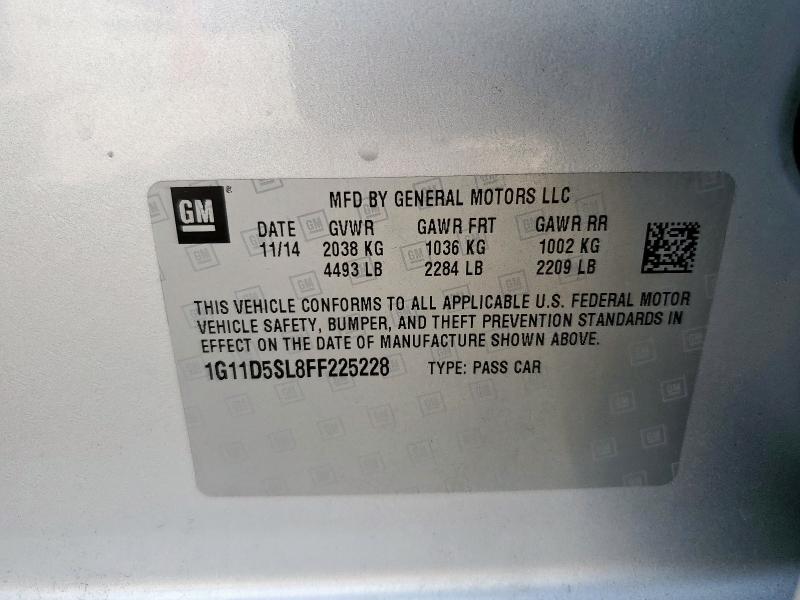 GM
MFD BY GENERAL MOTORS LLC
DATE GVWR GAWR FRT GAWR RR
11/14 2038 KG 1036 KG 1002 KG
4493 LB 2284 LB 2209 LB
THIS VEHICLE CONFORMS TO ALL APPLICABLE U.S. FEDERAL MOTOR
VEHICLE SAFETY, BUMPER, AND THEFT PREVENTION STANDARDS IN
EFFECT ON THE DATE OF MANUFACTURE SHOWN ABOVE.
1G11D5SL8FF225228 TYPE: PASS CAR